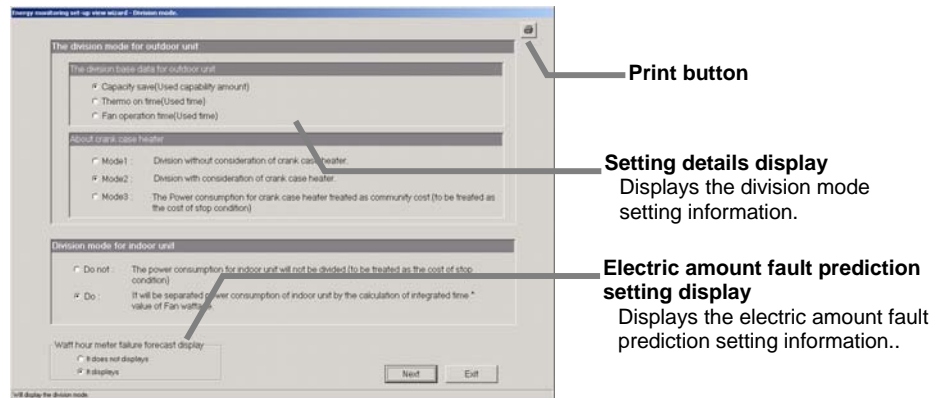 Energy monitoring set-up view wizard - Division mode.
The division mode for outdoor unit
The division base data for outdoor unit
Capacity save(Used capability amount)
Thermo on time(Used time)
Fan operation time(Used time)
About crank case heater
Mode1 : Division without consideration of crank case heater.
Mode2 : Division with consideration of crank case heater.
Mode3 : The Power consumption for crank case heater treated as community cost (to be treated as
the cost of stop condition)
Division mode for indoor unit
Do not : The power consumption for indoor unit will not be divided (to be treated as the cost of stop
condition)
Do : It will be separated power consumption of indoor unit by the calculation of integrated time *
value of Fan wattage.
Watt hour meter failure forecast display
It does not displays
It displays
Next Exit
Will display the division mode.
Print button
Setting details display
Displays the division mode
setting information.
Electric amount fault prediction
setting display
Displays the electric amount fault
prediction setting information..